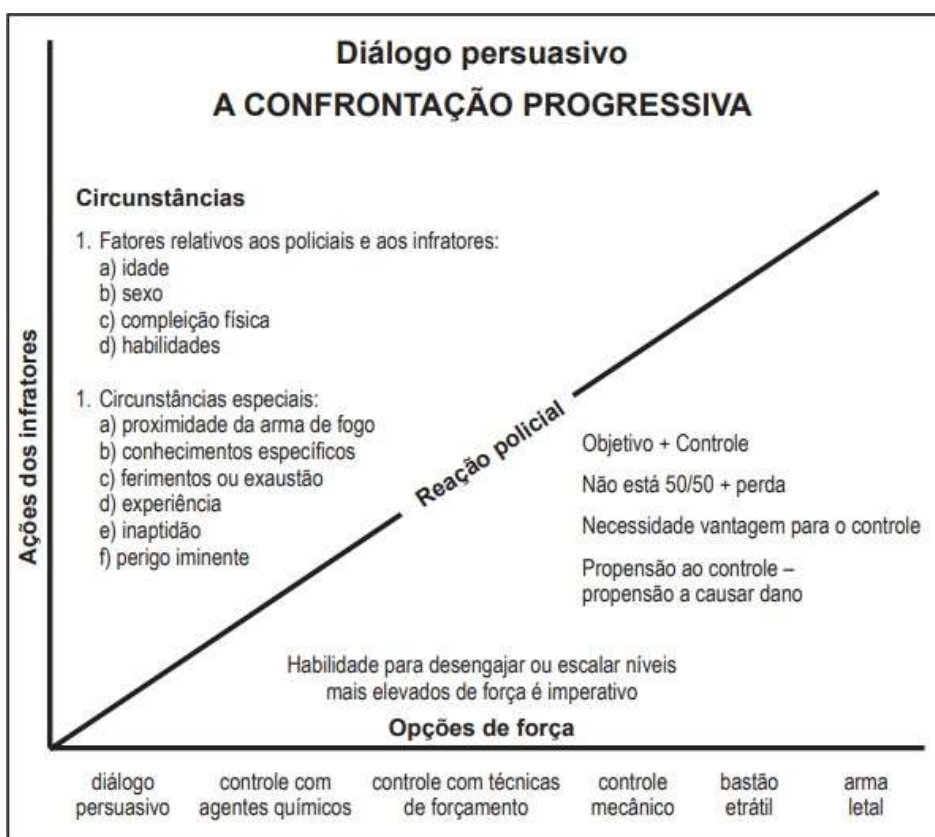 Diálogo persuasivo
A CONFRONTAÇÃO PROGRESSIVA
Circunstâncias
1. Fatores relativos aos policiais e aos infratores:
a) idade
b) sexo
c) compleição física
d) habilidades
1. Circunstâncias especiais:
a) proximidade da arma de fogo
b) conhecimentos específicos
c) ferimentos ou exaustão
d) experiência
e) inaptidão
f) perigo iminente
Ações dos infratores
Reação policial
Objetivo + Controle
Não está 50/50 + perda
Necessidade vantagem para o controle
Propensão ao controle –
propensão a causar dano
Habilidade para desengajar ou escalar níveis
mais elevados de força é imperativo
Opções de força
diálogo
persuasivo
controle com
agentes químicos
controle com técnicas
de forçamento
controle
mecânico
bastão
etrátil
arma
letal